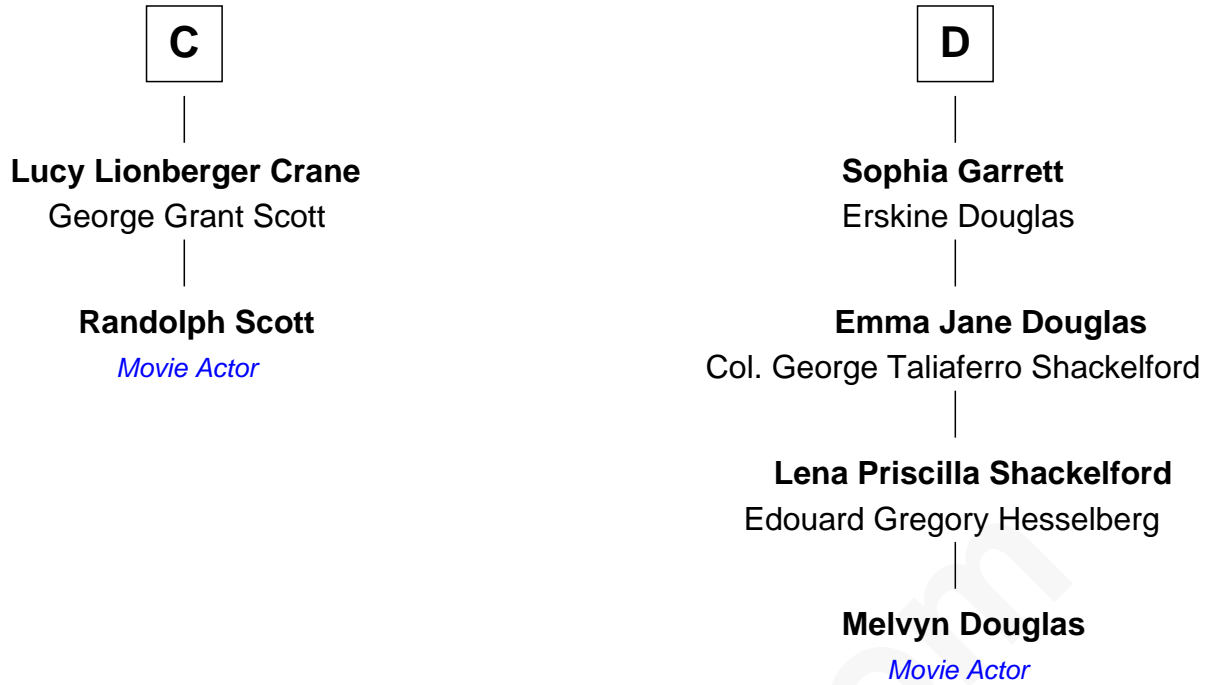 C
Lucy Lionberger Crane
George Grant Scott
Randolph Scott
Movie Actor
D
Sophia Garrett
Erskine Douglas
Emma Jane Douglas
Col. George Taliaferro Shackelford
Lena Priscilla Shackelford
Edouard Gregory Hesselberg
Melvyn Douglas
Movie Actor